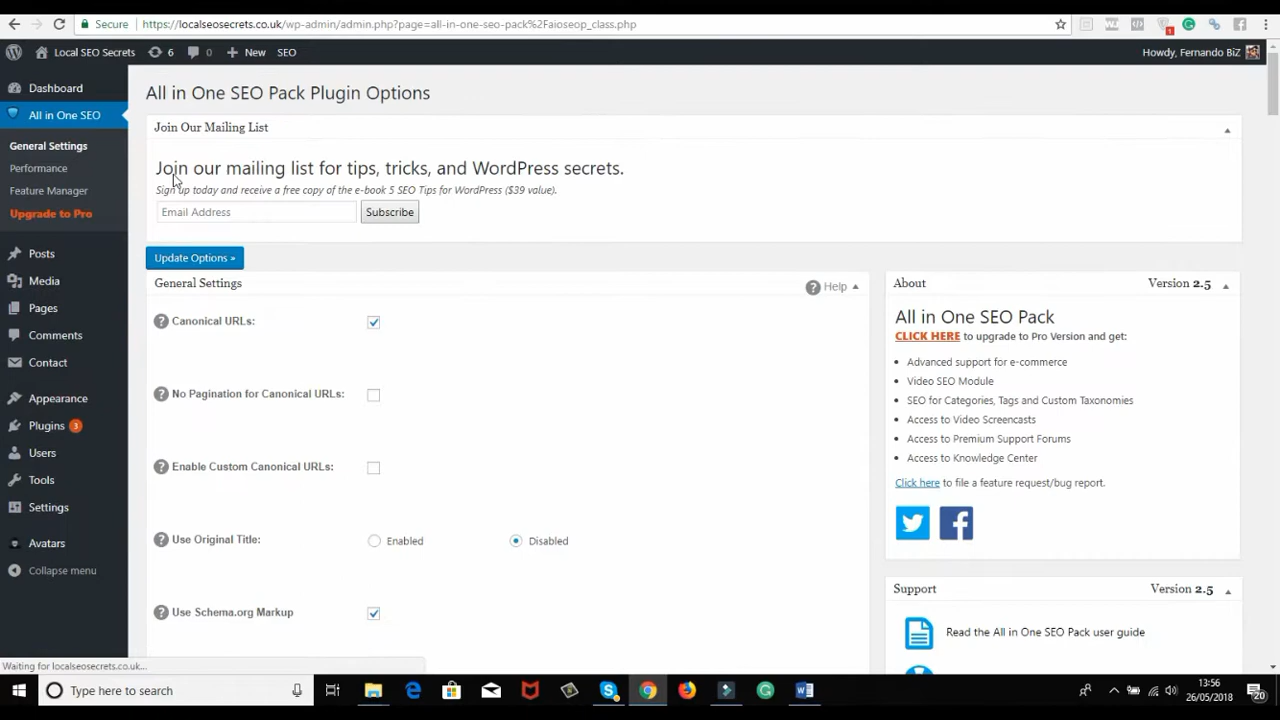 Secure
https://localseosecrets.co.uk/wp-admin/admin.php?page=all-in-one-seo-pack%2Faioseop_class.php
Local SEO Secrets
6
0
New
SEO
Howdy, Fernando BiZ
Dashboard
All in One SEO
General Settings
Performance
Feature Manager
Upgrade to Pro
Posts
Media
Pages
Comments
Contact
Appearance
Plugins 3
Users
Tools
Settings
Avatars
Collapse menu
All in One SEO Pack Plugin Options
Join Our Mailing List
Join our mailing list for tips, tricks, and WordPress secrets.
Sign up today and receive a free copy of the e-book 5 SEO Tips for WordPress ($39 value).
Email Address
Subscribe
Update Options »
General Settings
? Help
? Canonical URLs:
? No Pagination for Canonical URLs:
? Enable Custom Canonical URLs:
? Use Original Title:
Enabled
Disabled
? Use Schema.org Markup
About
Version 2.5
All in One SEO Pack
CLICK HERE to upgrade to Pro Version and get:
• Advanced support for e-commerce
• Video SEO Module
• SEO for Categories, Tags and Custom Taxonomies
• Access to Video Screencasts
• Access to Premium Support Forums
• Access to Knowledge Center
Click here to file a feature request/bug report.
Support
Version 2.5
Read the All in One SEO Pack user guide
Waiting for localseosecrets.co.uk...
Type here to search
13:56
26/05/2018
20